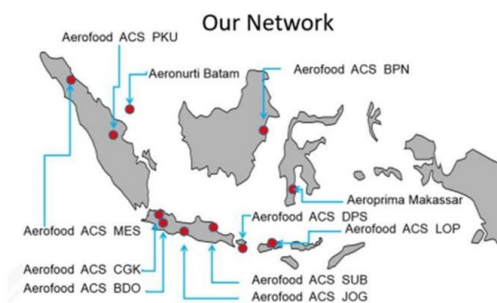 Our Network
Aerofood ACS PKU
Aeronurti Batam
Aerofood ACS BPN
Aeroprima Makassar
Aerofood ACS DPS
Aerofood ACS LOP
Aerofood ACS MES
Aerofood ACS CGK
Aerofood ACS BDO
Aerofood ACS SUB
Aerofood ACS JOG